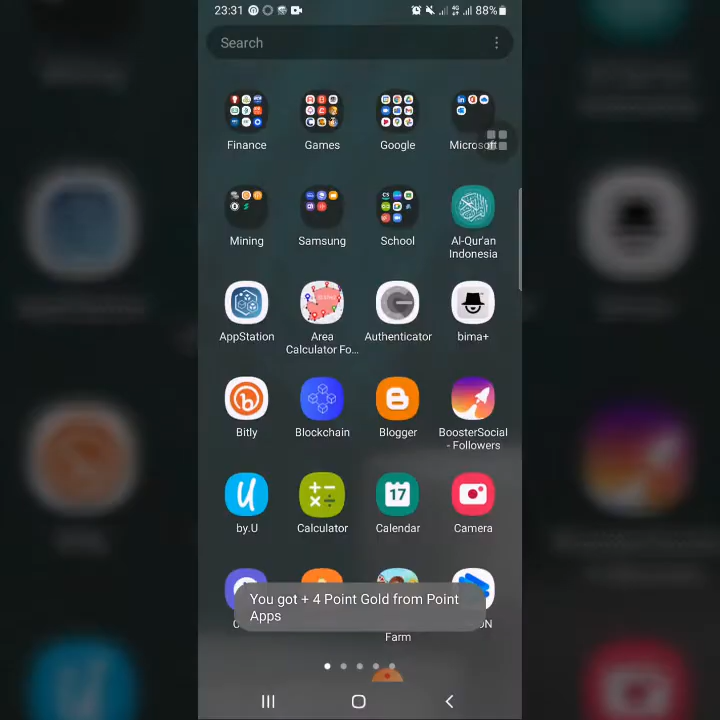 23:31
88%
Search
Finance
Games
Google
Microsoft
Mining
Samsung
School
Al-Qur'an
Indonesia
AppStation
Area
Calculator Fo...
Authenticator
bima+
Bitly
Blockchain
Blogger
BoosterSocial
- Followers
by.U
Calculator
17
Calendar
Camera
You got + 4 Point Gold from Point
Apps
Farm